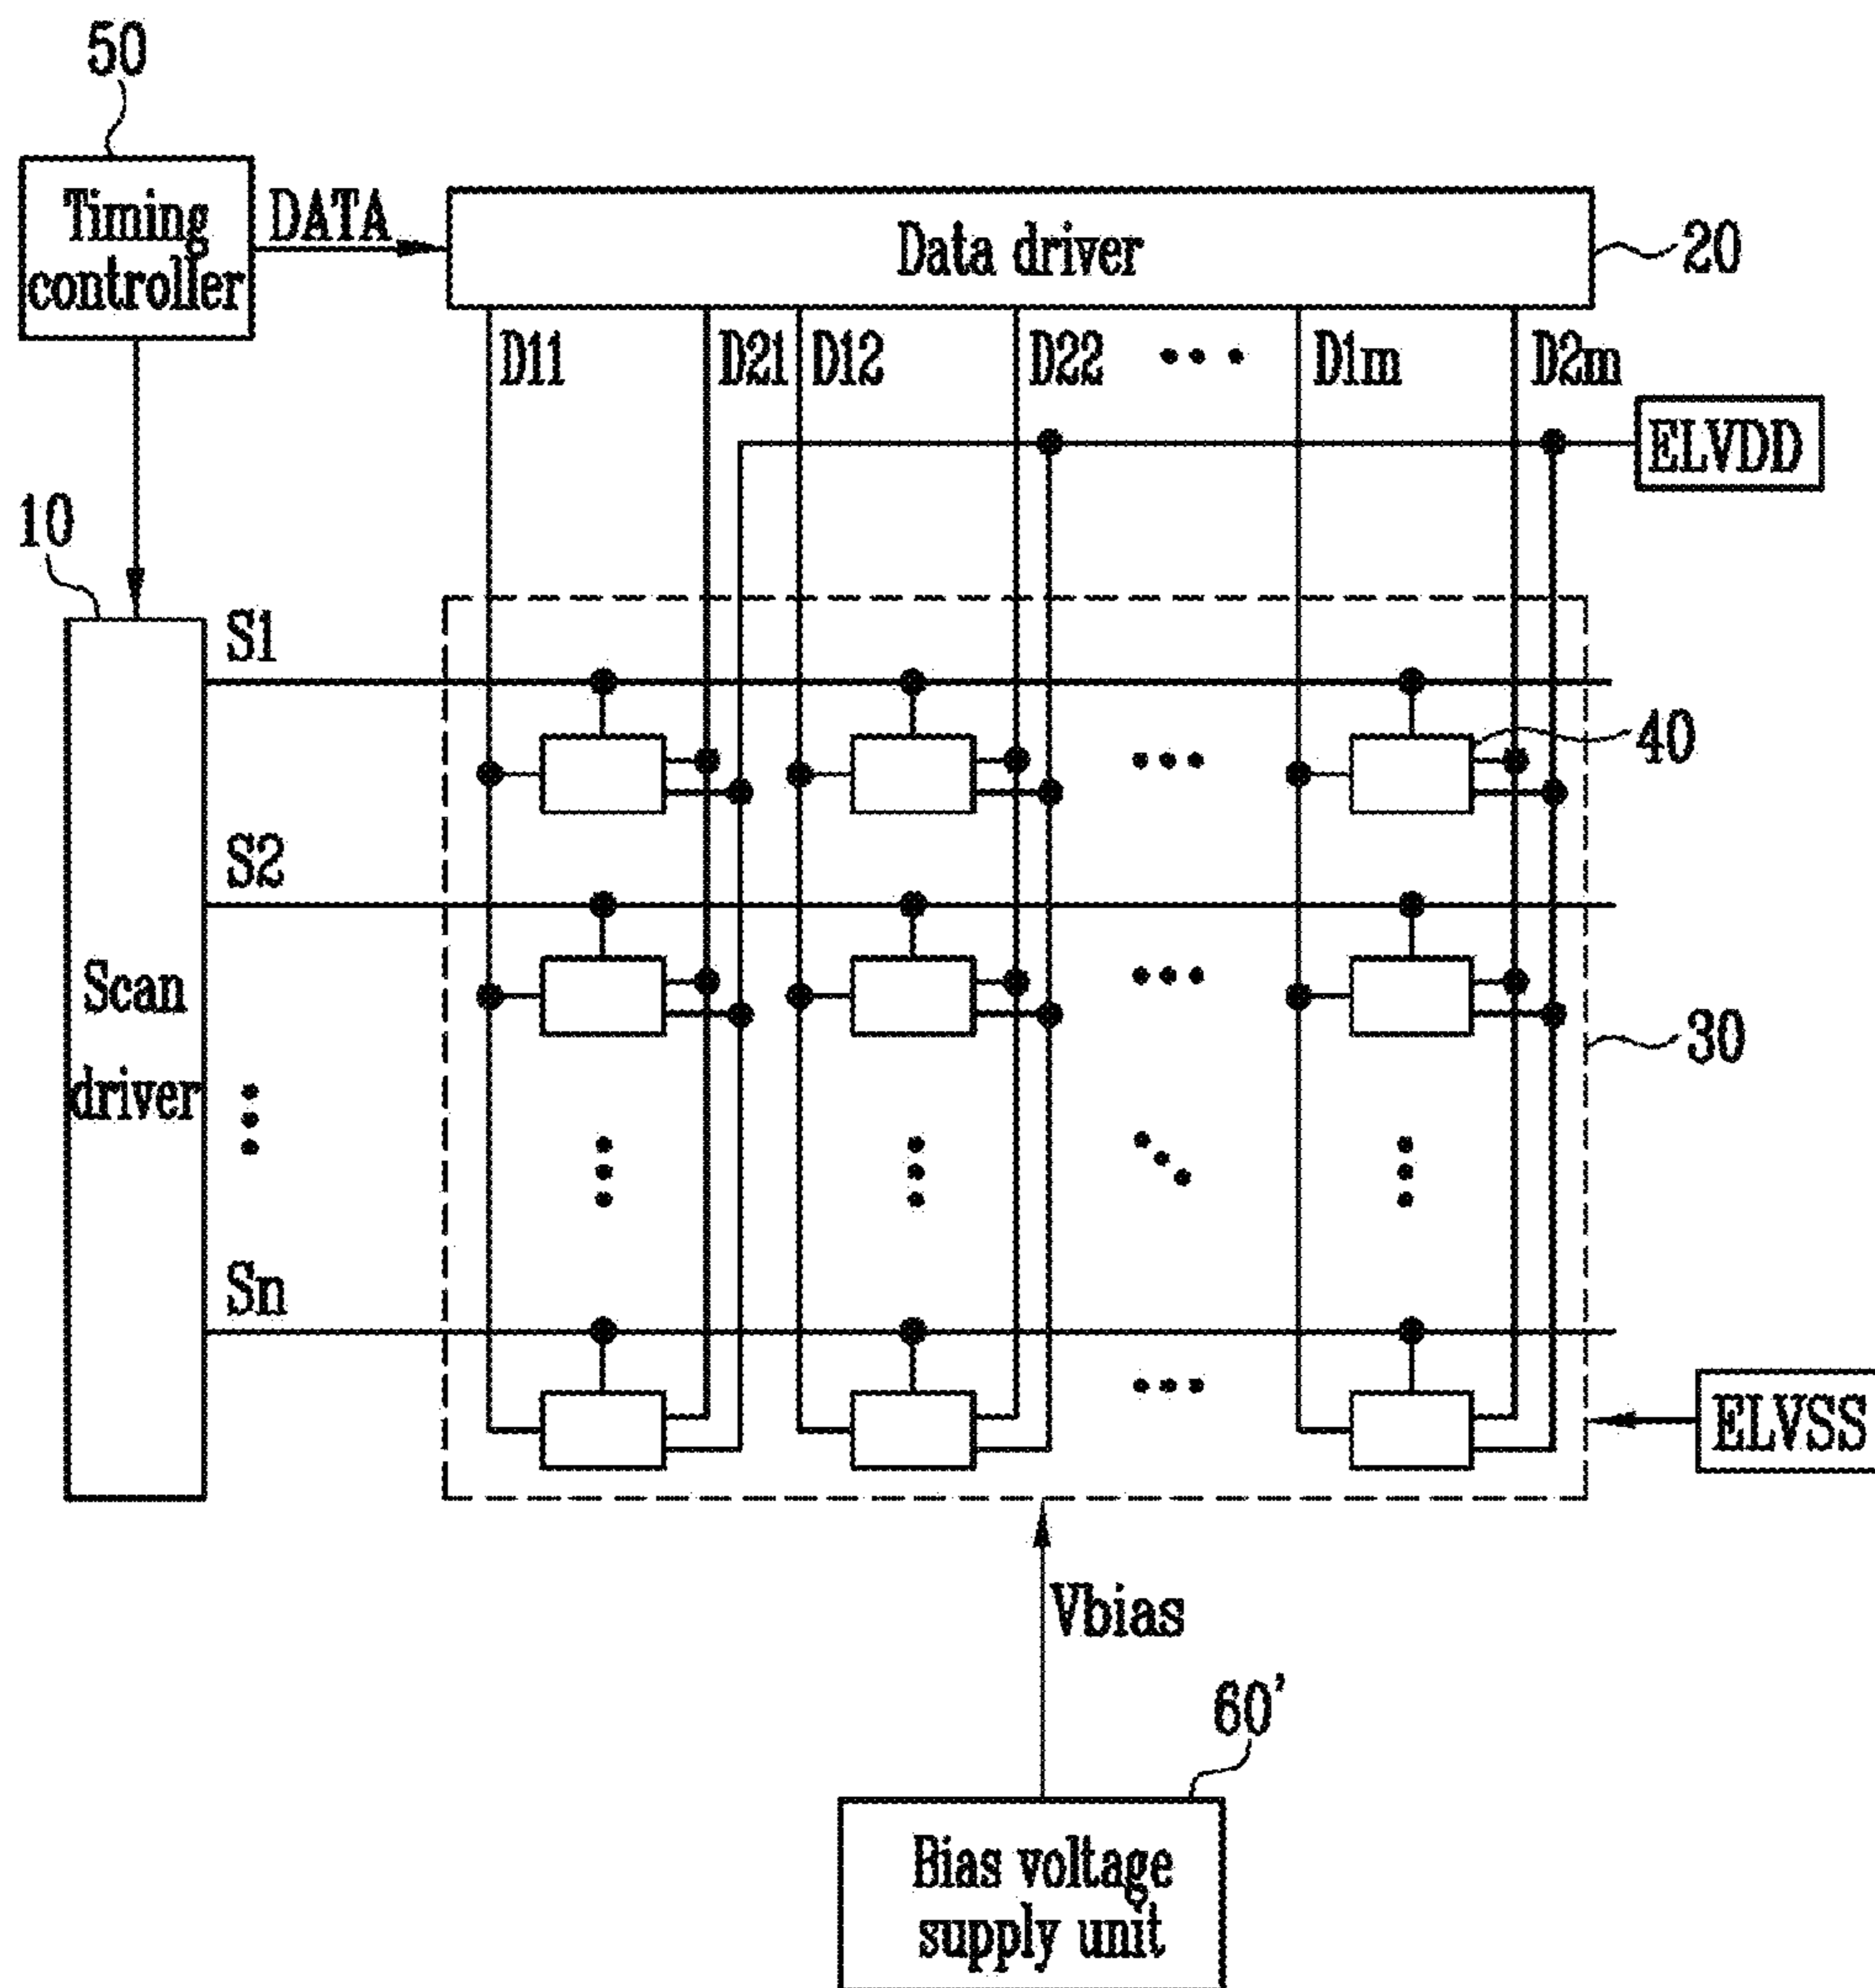 50
Timing
controller
DATA
Data driver
20
D11
D21
D12
D22
D1m
D2m
ELVDD
10
S1
40
S2
Scan
driver
30
Sn
ELVSS
Vbias
60'
Bias voltage
supply unit